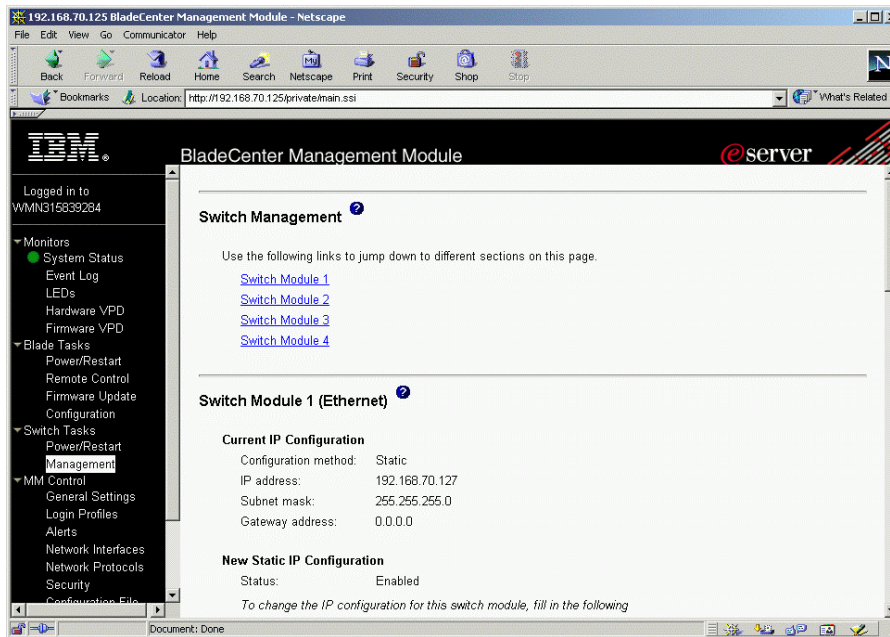 192.168.70.125 BladeCenter Management Module - Netscape
File Edit View Go Communicator Help
Back Forward Reload Home Search Netscape Print Security Shop Stop
My
N
Bookmarks Location: http://192.168.70.125/private/main.ssi What's Related
IBM BladeCenter Management Module eserver
Logged in to
WMN315839284
Monitors
System Status
Event Log
LEDs
Hardware VPD
Firmware VPD
Blade Tasks
Power/Restart
Remote Control
Firmware Update
Configuration
Switch Tasks
Power/Restart
Management
MM Control
General Settings
Login Profiles
Alerts
Network Interfaces
Network Protocols
Security
Configuration File
Switch Management ?
Use the following links to jump down to different sections on this page.
Switch Module 1
Switch Module 2
Switch Module 3
Switch Module 4
Switch Module 1 (Ethernet) ?
Current IP Configuration
Configuration method: Static
IP address: 192.168.70.127
Subnet mask: 255.255.255.0
Gateway address: 0.0.0.0
New Static IP Configuration
Status: Enabled
To change the IP configuration for this switch module, fill in the following
Document: Done